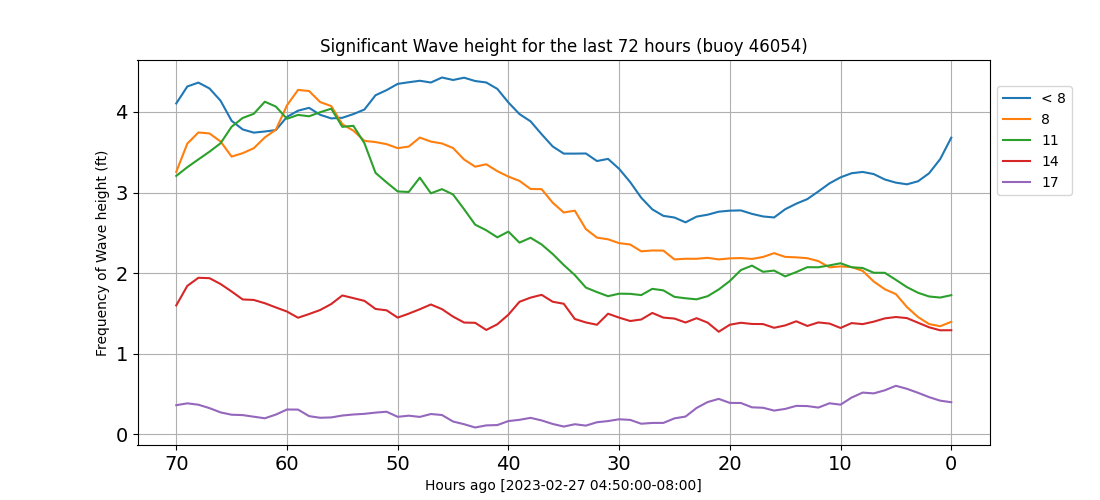 Significant Wave height for the last 72 hours (buoy 46054)
Frequency of Wave height (ft)
4
3
2
1
0
70 60 50 40 30 20 10 0
Hours ago [2023-02-27 04:50:00-08:00]
< 8
8
11
14
17